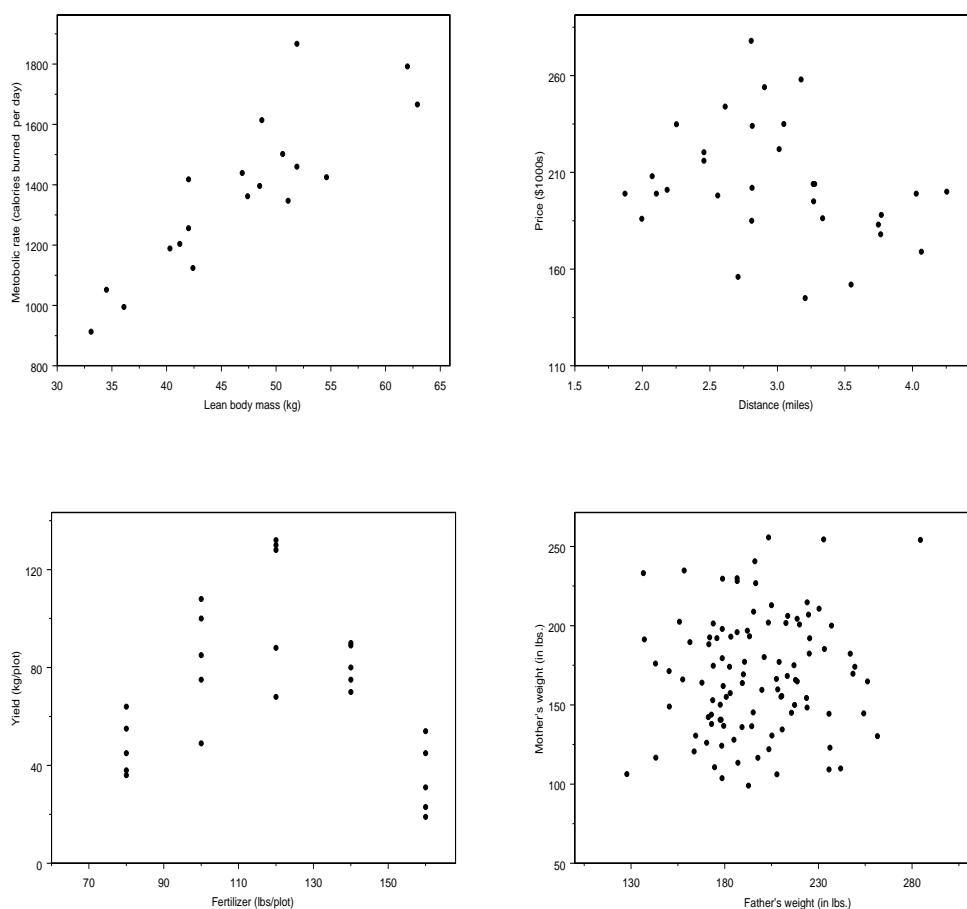 Metobolic rate (calories burned per day)
1800
1600
1400
1200
1000
800
30 35 40 45 50 55 60 65
Lean body mass (kg)
Price ($1000s)
260
210
160
110
1.5 2.0 2.5 3.0 3.5 4.0
Distance (miles)
Yield (kg/plot)
120
80
40
0
70 90 110 130 150
Fertilizer (lbs/plot)
Mother's weight (in lbs.)
250
200
150
100
50
130 180 230 280
Father's weight (in lbs.)